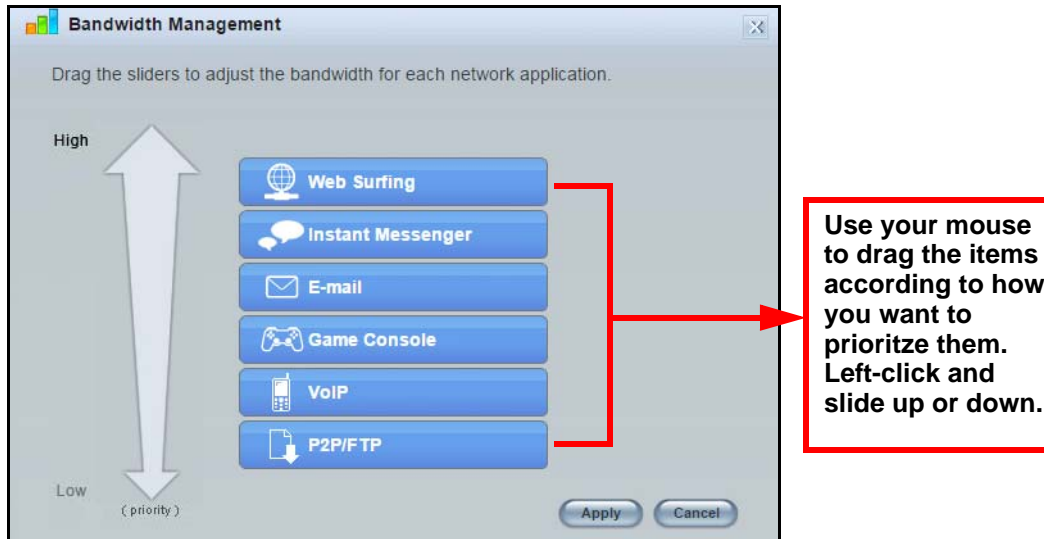 Bandwidth Management
Drag the sliders to adjust the bandwidth for each network application.
High
Web Surfing
Instant Messenger
E-mail
Game Console
VoIP
P2P/FTP
Low
( priority )
Apply
Cancel
Use your mouse
to drag the items
according to how
you want to
prioritze them.
Left-click and
slide up or down.